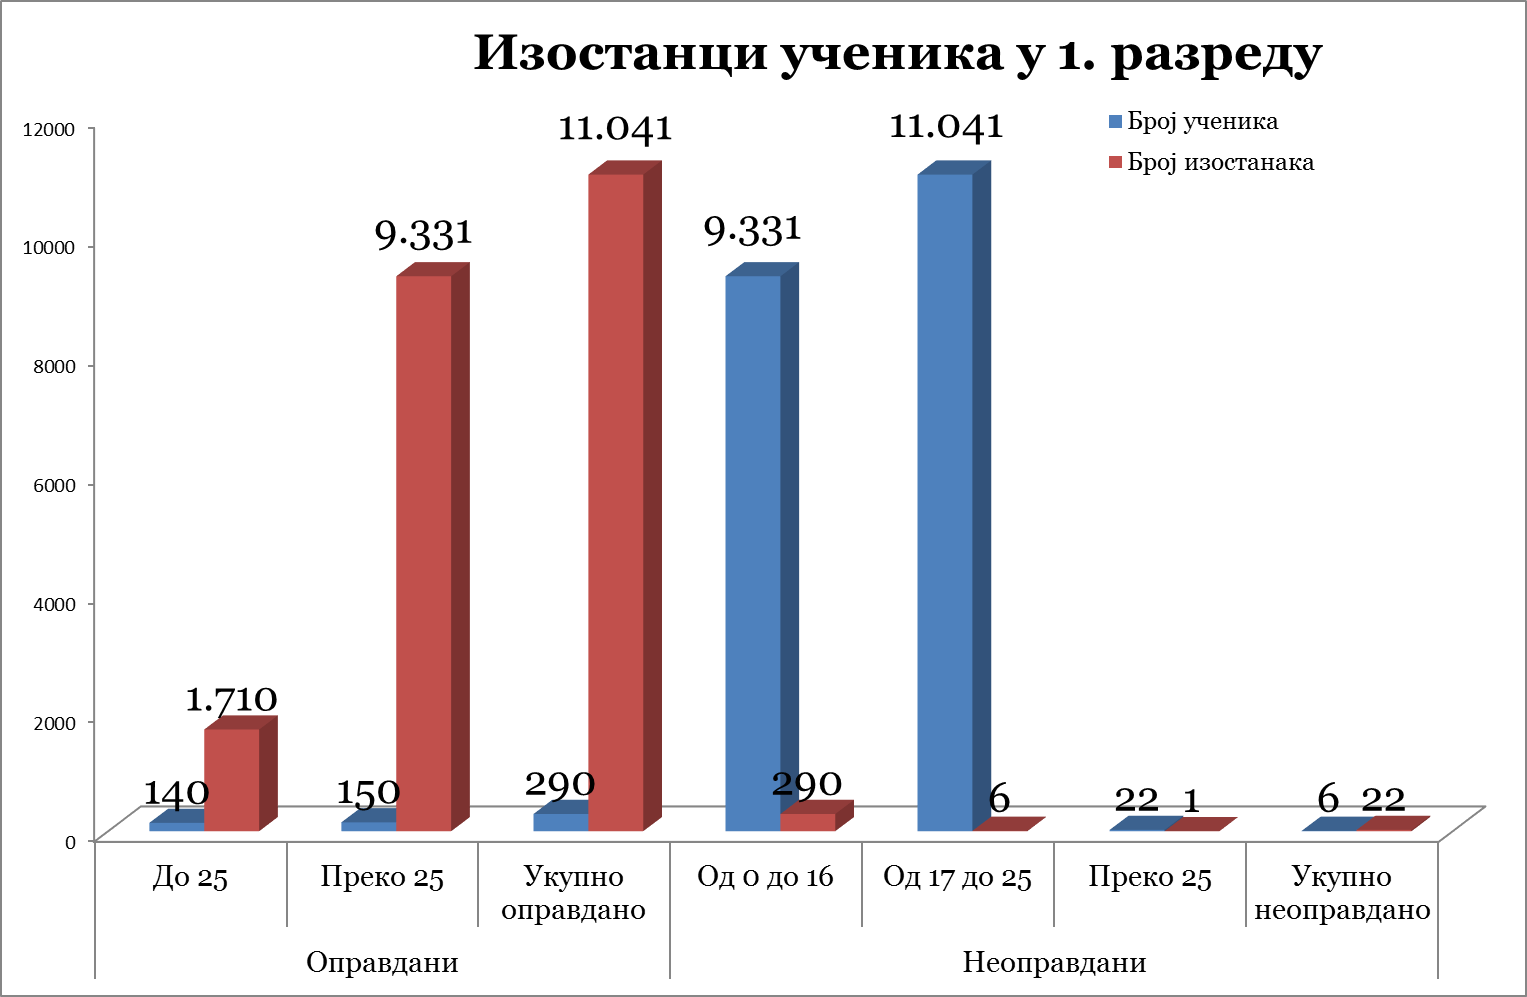 Изостанци ученика у 1. разреду
Број ученика
Број изостанака
12000
10000
8000
6000
4000
2000
0
140
1.710
150
9.331
290
11.041
9.331
290
11.041
6
22
1
6
22
До 25
Преко 25
Укупно
оправдано
Од 0 до 16
Од 17 до 25
Преко 25
Укупно
неоправдано
Оправдани
Неоправдани